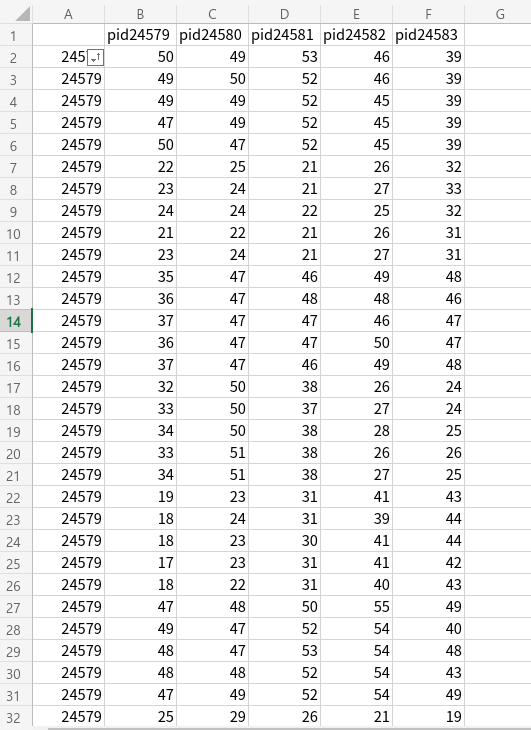 A B C D E F G
1 pid24579 pid24580 pid24581 pid24582 pid24583
2 245 50 49 53 46 39
3 24579 49 50 52 46 39
4 24579 49 49 52 45 39
5 24579 47 49 52 45 39
6 24579 50 47 52 45 39
7 24579 22 25 21 26 32
8 24579 23 24 21 27 33
9 24579 24 24 22 25 32
10 24579 21 22 21 26 31
11 24579 23 24 21 27 31
12 24579 35 47 46 49 48
13 24579 36 47 48 48 46
14 24579 37 47 47 46 47
15 24579 36 47 47 50 47
16 24579 37 47 46 49 48
17 24579 32 50 38 26 24
18 24579 33 50 37 27 24
19 24579 34 50 38 28 25
20 24579 33 51 38 26 26
21 24579 34 51 38 27 25
22 24579 19 23 31 41 43
23 24579 18 24 31 39 44
24 24579 18 23 30 41 44
25 24579 17 23 31 41 42
26 24579 18 22 31 40 43
27 24579 47 48 50 55 49
28 24579 49 47 52 54 40
29 24579 48 47 53 54 48
30 24579 48 48 52 54 43
31 24579 47 49 52 54 49
32 24579 25 29 26 21 19